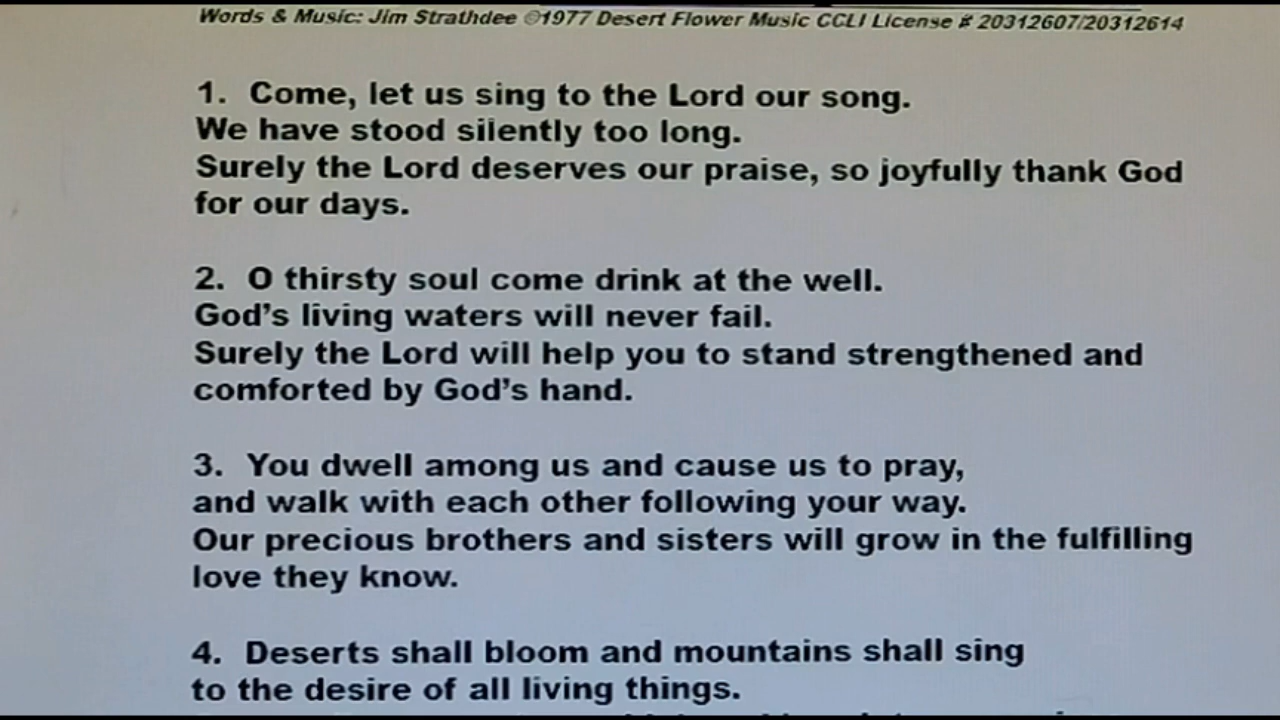 Words & Music: Jim Strathdee ©1977 Desert Flower Music CCLI License # 20312607/20312614
1. Come, let us sing to the Lord our song.
We have stood silently too long.
Surely the Lord deserves our praise, so joyfully thank God
for our days.
2. O thirsty soul come drink at the well.
God's living waters will never fail.
Surely the Lord will help you to stand strengthened and
comforted by God's hand.
3. You dwell among us and cause us to pray,
and walk with each other following your way.
Our precious brothers and sisters will grow in the fulfilling
love they know.
4. Deserts shall bloom and mountains shall sing
to the desire of all living things.